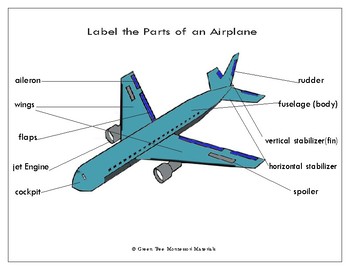 Label the Parts of an Airplane
aileron
wings
flaps
jet Engine
cockpit
rudder
fuselage (body)
vertical stabilizer(fin)
horizontal stabilizer
spoiler
© Green Tree Montessori Materials